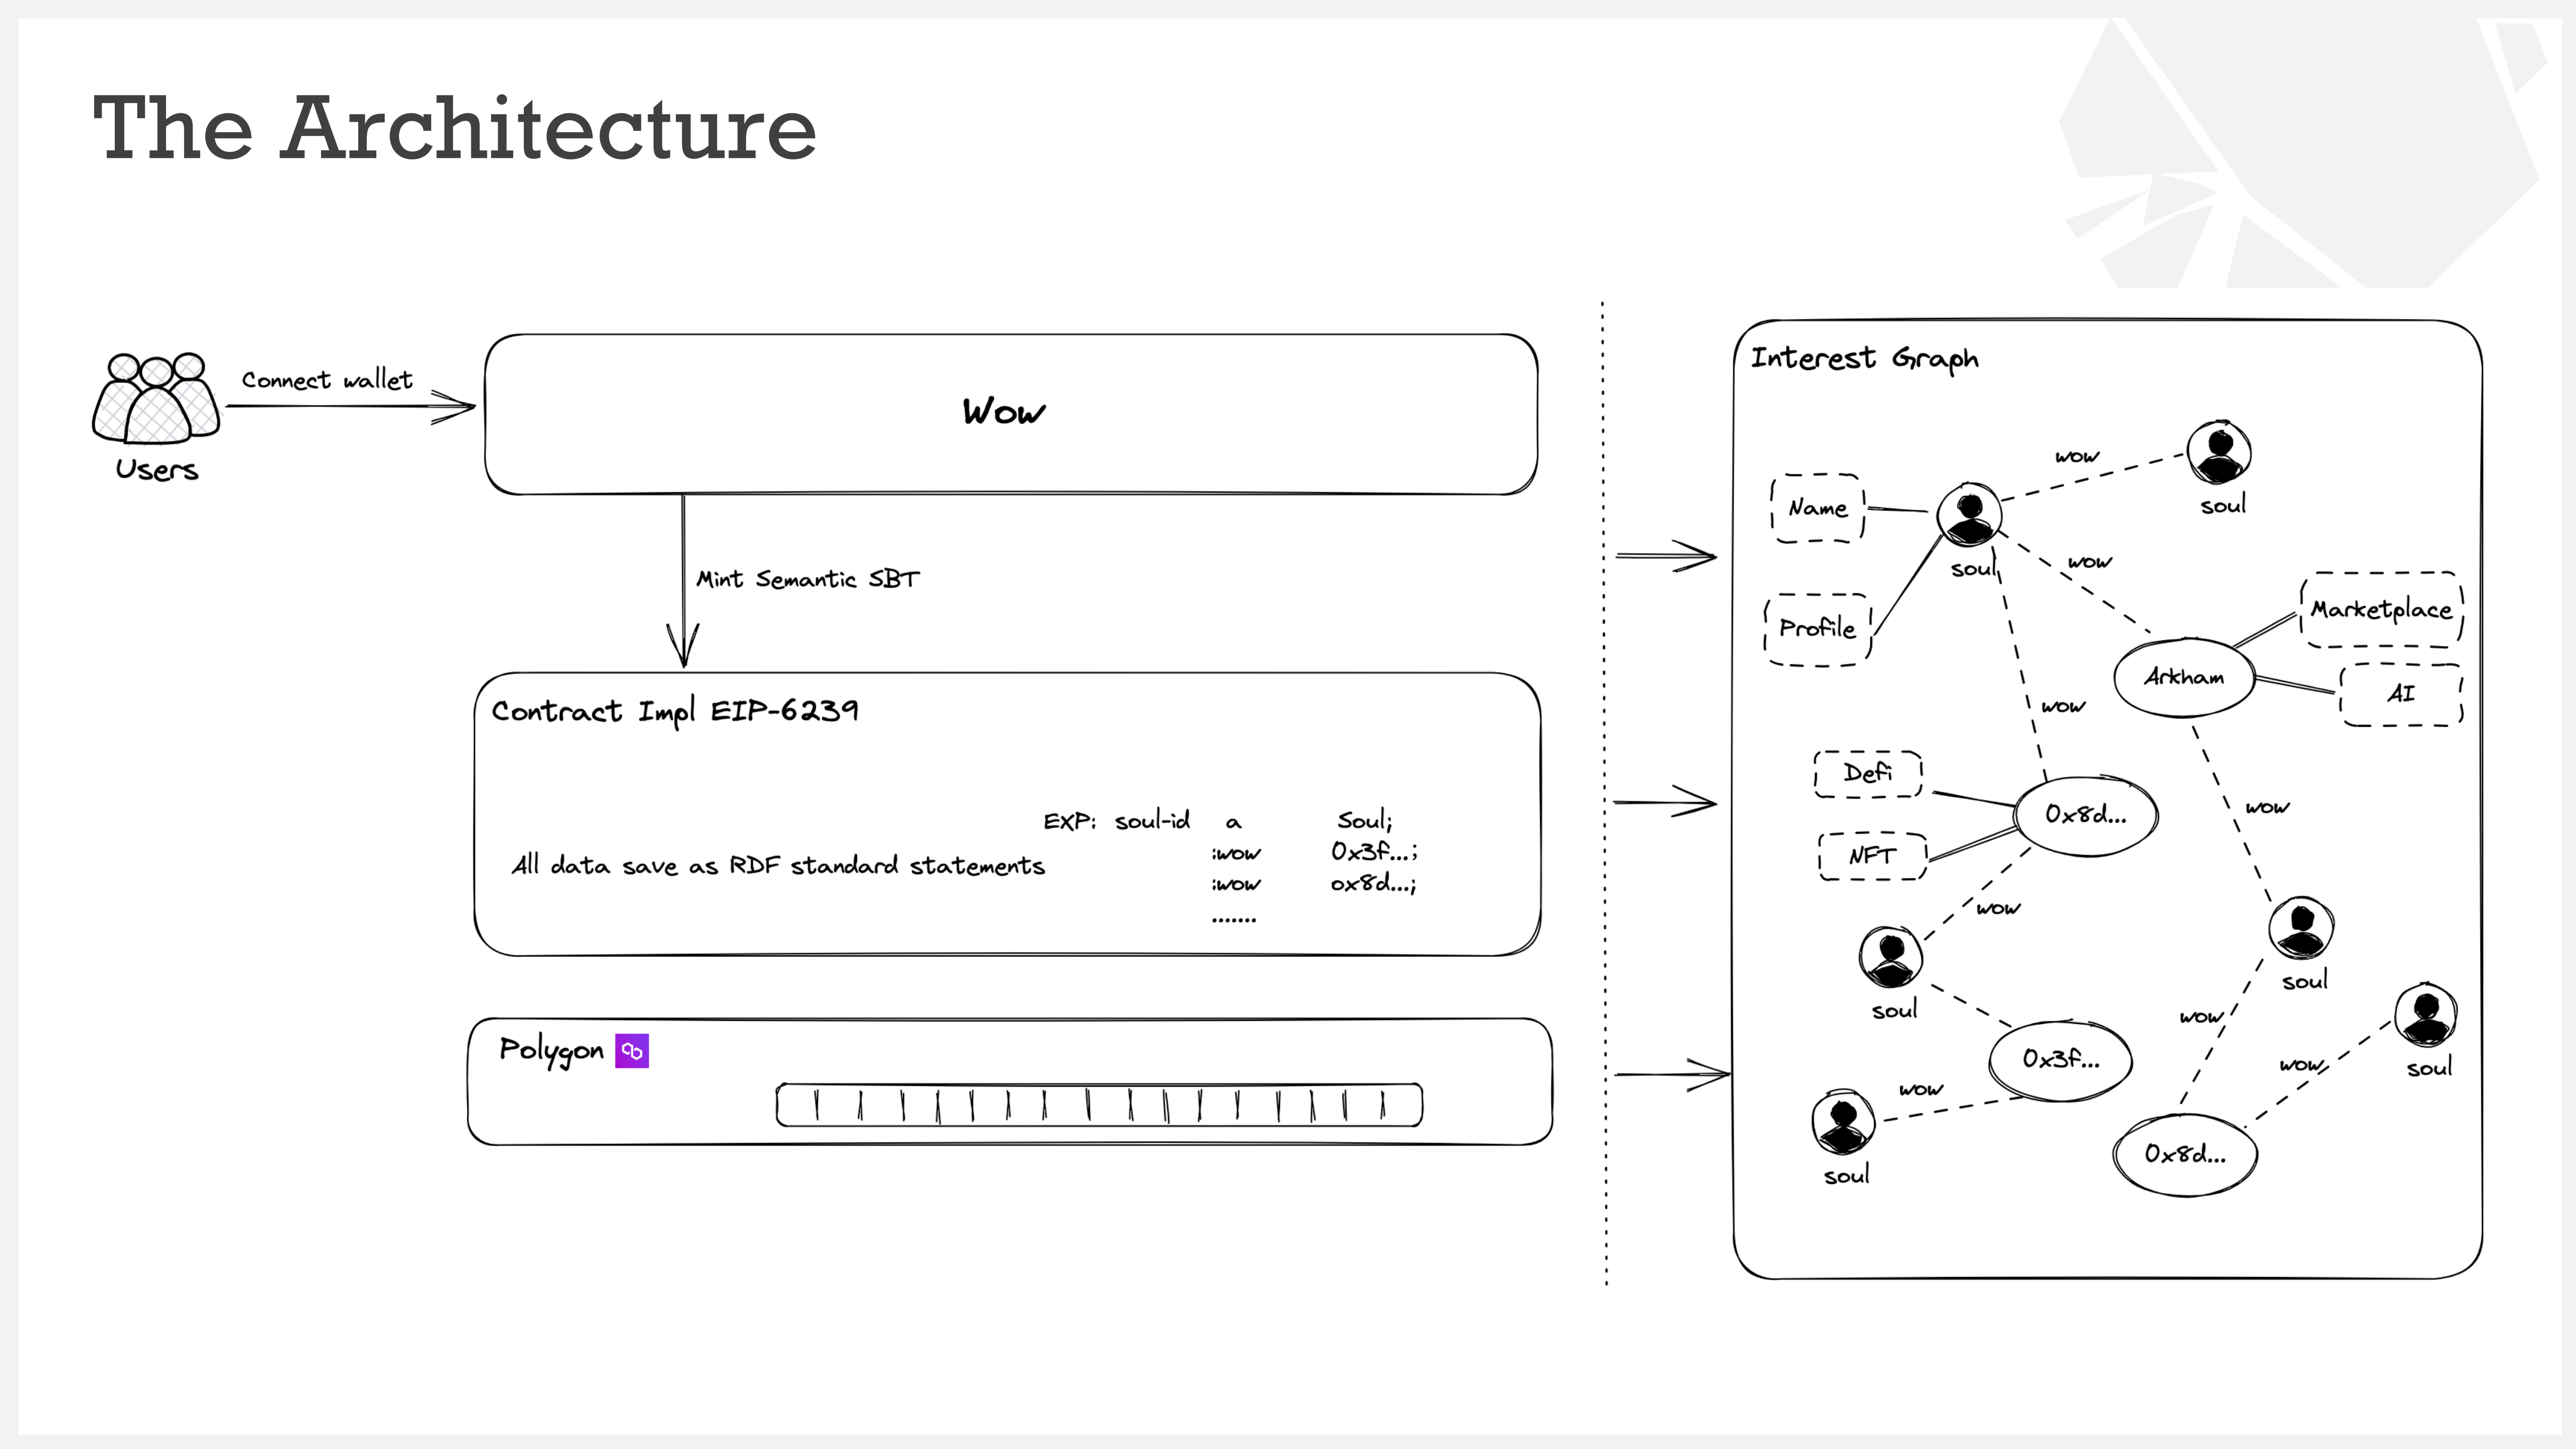 The Architecture
Connect wallet
Users
Wow
Mint Semantic SBT
Contract Impl EIP-6239
EXP: soul-id a Soul;
:wow 0x3f...;
All data save as RDF standard statements
:wow ox8d...;
.......
Polygon
Interest Graph
wow
soul
Name
soul
wow
Profile
Marketplace
Arkham
AI
wow
Defi
0x8d...
wow
NFT
wow
soul
soul
wow
soul
0x3f...
wow
wow
soul
0x8d...
soul